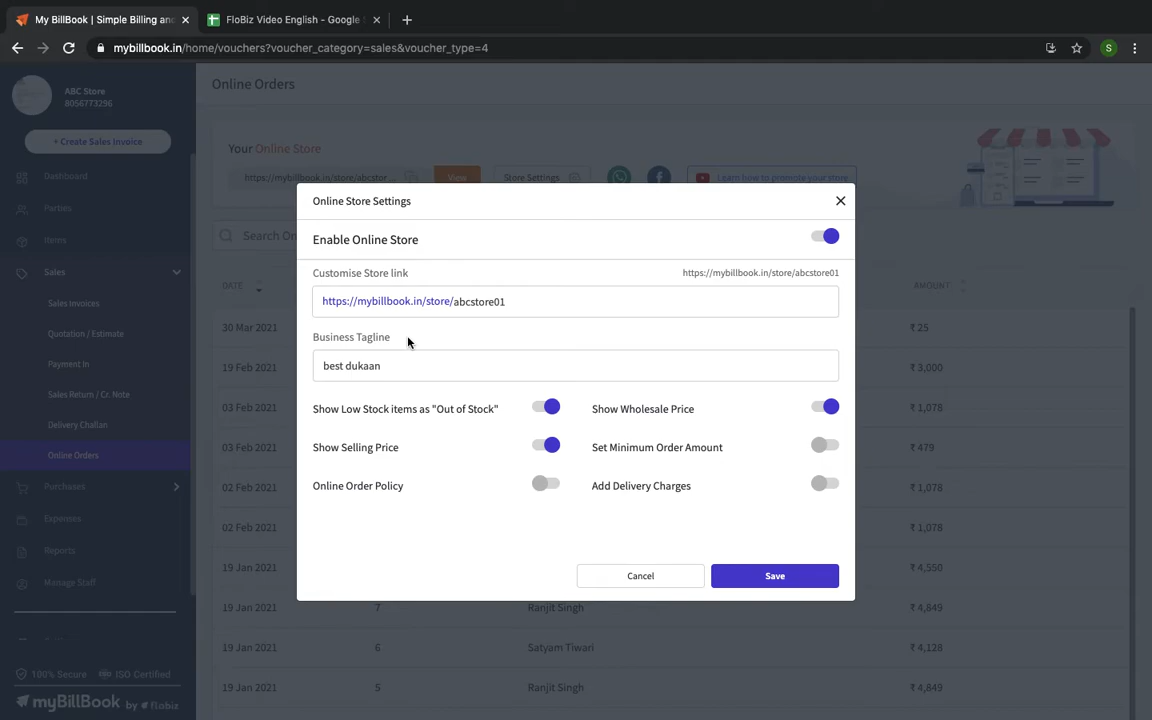 My BillBook | Simple Billing and
FloBiz Video English - Google
mybillbook.in/home/vouchers?voucher_category=sales&voucher_type=4
S
ABC Store
8056773296
+ Create Sales Invoice
Dashboard
Parties
Items
Sales
Sales Invoices
Quotation / Estimate
Payment In
Sales Return / Cr. Note
Delivery Challan
Online Orders
Purchases
Expenses
Reports
Manage Staff
100% Secure
ISO Certified
myBillBook by flobiz
Online Orders
Your Online Store
https://mybillbook.in/store/abcstor ...
View
Store Settings
Learn how to promote your store
Search On
DATE
AMOUNT
30 Mar 2021
₹ 25
19 Feb 2021
₹ 3,000
03 Feb 2021
₹ 1,078
03 Feb 2021
₹ 479
02 Feb 2021
₹ 1,078
02 Feb 2021
₹ 1,078
19 Jan 2021
₹ 4,550
19 Jan 2021 7 Ranjit Singh ₹ 4,849
19 Jan 2021 6 Satyam Tiwari ₹ 4,128
19 Jan 2021 5 Ranjit Singh ₹ 4,849
Online Store Settings
Enable Online Store
Customise Store link
https://mybillbook.in/store/abcstore01
https://mybillbook.in/store/abcstore01
Business Tagline
best dukaan
Show Low Stock items as "Out of Stock"
Show Wholesale Price
Show Selling Price
Set Minimum Order Amount
Online Order Policy
Add Delivery Charges
Cancel
Save